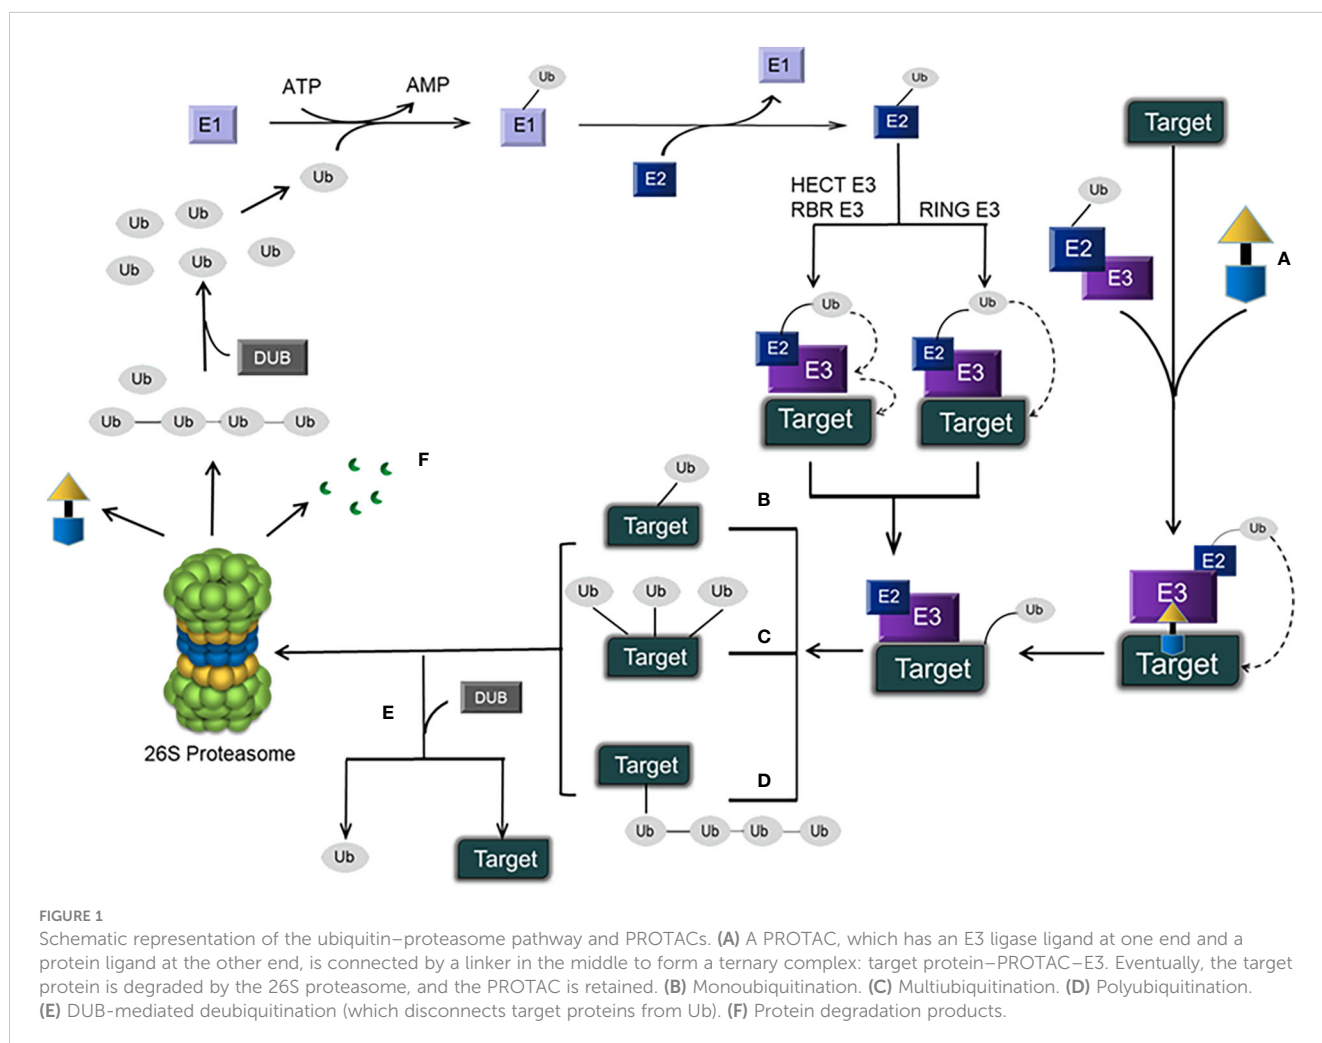 E1
Ub
ATP
AMP
E1
Ub
E2
Target
E1
E2
HECT E3
RBR E3
RING E3
Ub
Ub
Ub
Ub
Ub
Ub
Ub
E2
E3
A
Ub
E2
E3
Target
Ub
E2
E3
Target
DUB
Ub
Ub
Ub
Ub
Ub
F
Ub
Target
B
Ub
E2
E3
Target
Ub
Ub
Ub
Target
C
E2
E3
Target
Ub
26S Proteasome
E
DUB
Target
D
Ub
Ub
Ub
Ub
Ub
Target
FIGURE 1
Schematic representation of the ubiquitin–proteasome pathway and PROTACs. (A) A PROTAC, which has an E3 ligase ligand at one end and a
protein ligand at the other end, is connected by a linker in the middle to form a ternary complex: target protein–PROTAC–E3. Eventually, the target
protein is degraded by the 26S proteasome, and the PROTAC is retained. (B) Monoubiquitination. (C) Multiubiquitination. (D) Polyubiquitination.
(E) DUB-mediated deubiquitination (which disconnects target proteins from Ub). (F) Protein degradation products.